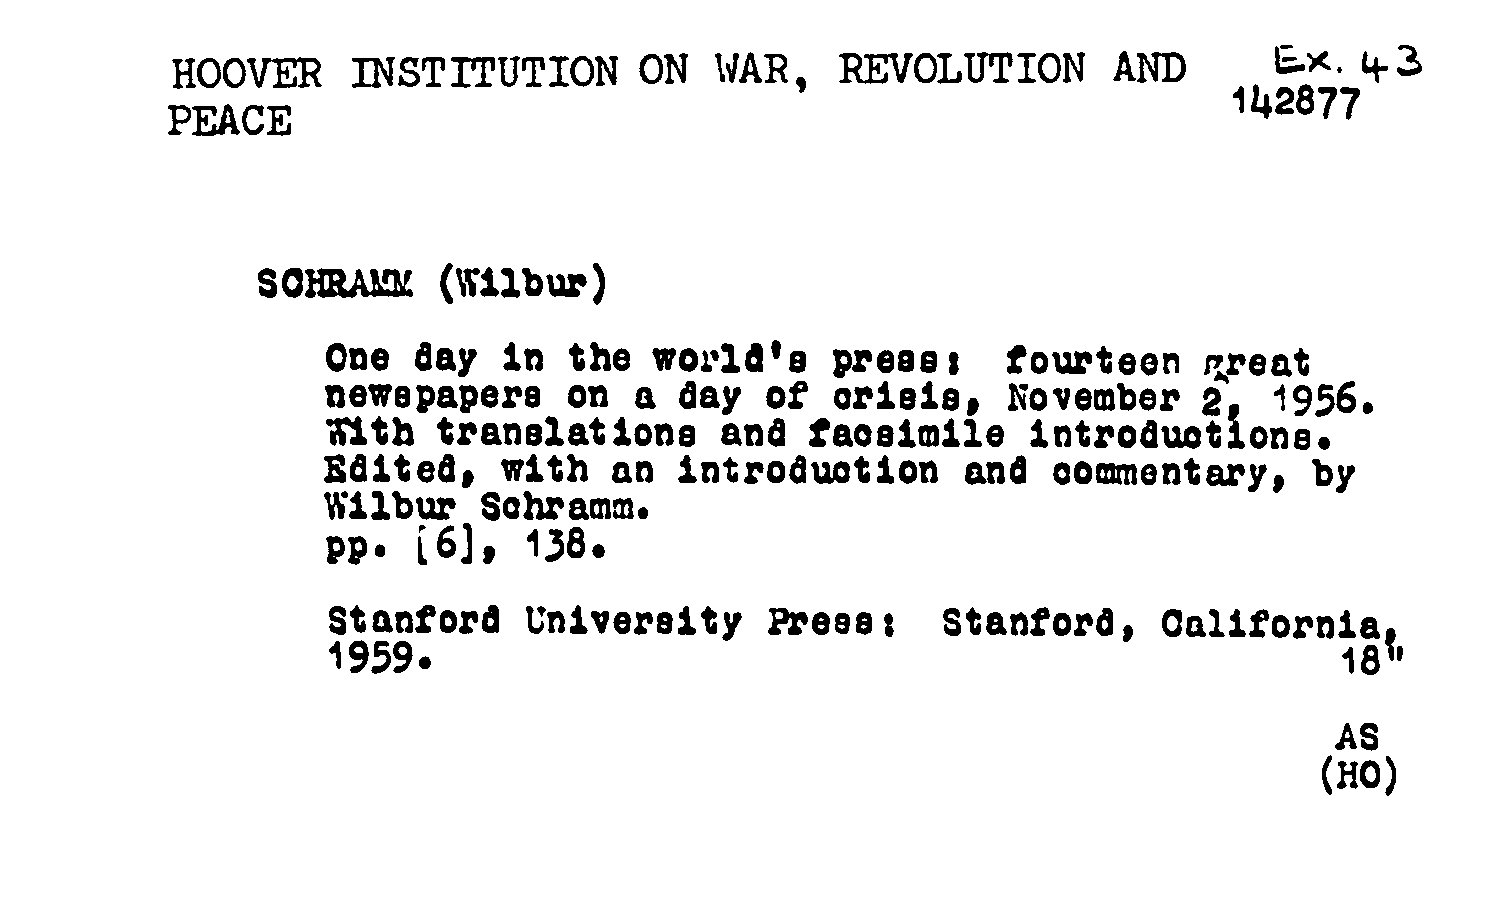 HOOVER INSTITUTION ON WAR, REVOLUTION AND Ex. 43
PEACE 142877
SCHRAMM (Wilbur)
One day in the world's press: fourteen great
newspapers on a day of crisis, November 2, 1956.
With translations and facsimile introductions.
Edited, with an introduction and commentary, by
Wilbur Schramm.
pp. [6], 138.
Stanford University Press: Stanford, California,
1959. 18"
AS
(HO)